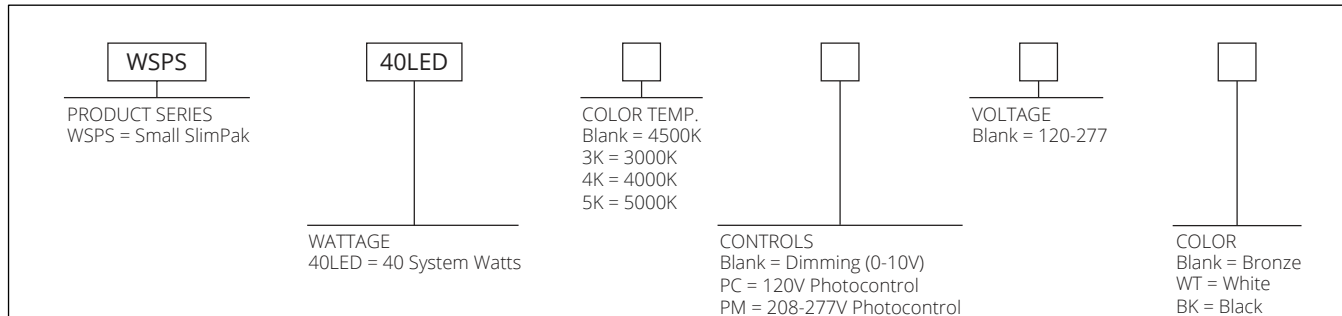 WSPS
40LED
PRODUCT SERIES
WSPS = Small SlimPak
WATTAGE
40LED = 40 System Watts
COLOR TEMP.
Blank = 4500K
3K = 3000K
4K = 4000K
5K = 5000K
CONTROLS
Blank = Dimming (0-10V)
PC = 120V Photocontrol
PM = 208-277V Photocontrol
VOLTAGE
Blank = 120-277
COLOR
Blank = Bronze
WT = White
BK = Black